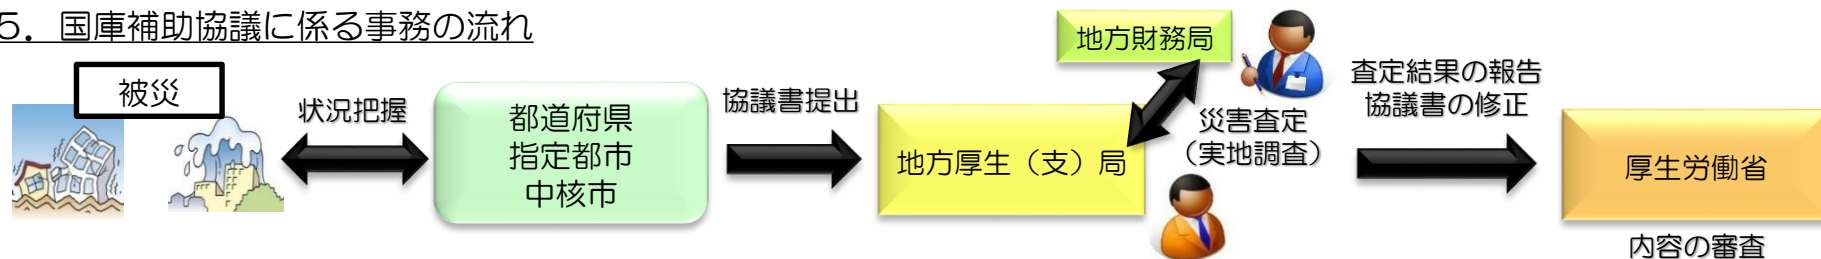 ５．国庫補助協議に係る事務の流れ
被災
状況把握
都道府県
指定都市
中核市
協議書提出
地方厚生（支）局
地方財務局
災害査定
（実地調査）
査定結果の報告
協議書の修正
厚生労働省
内容の審査